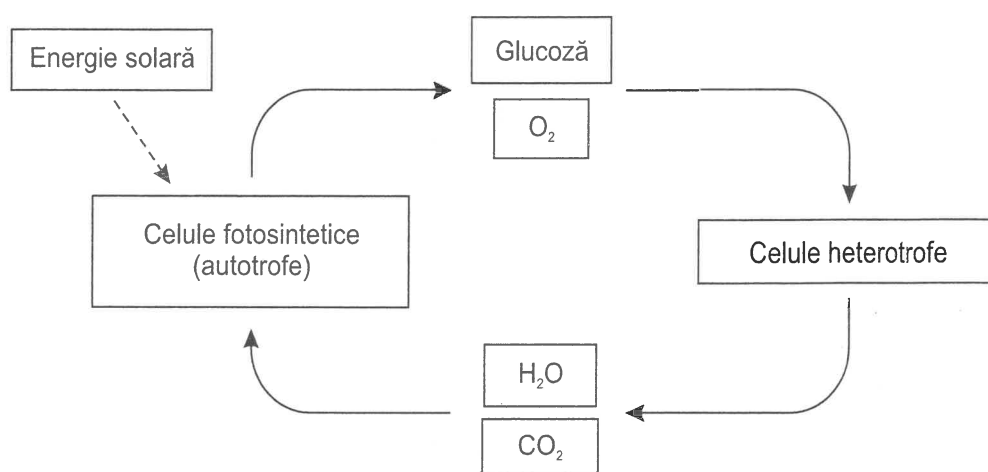 Energie solară
Glucoză
O₂
Celule fotosintetice
(autotrofe)
Celule heterotrofe
H₂O
CO₂